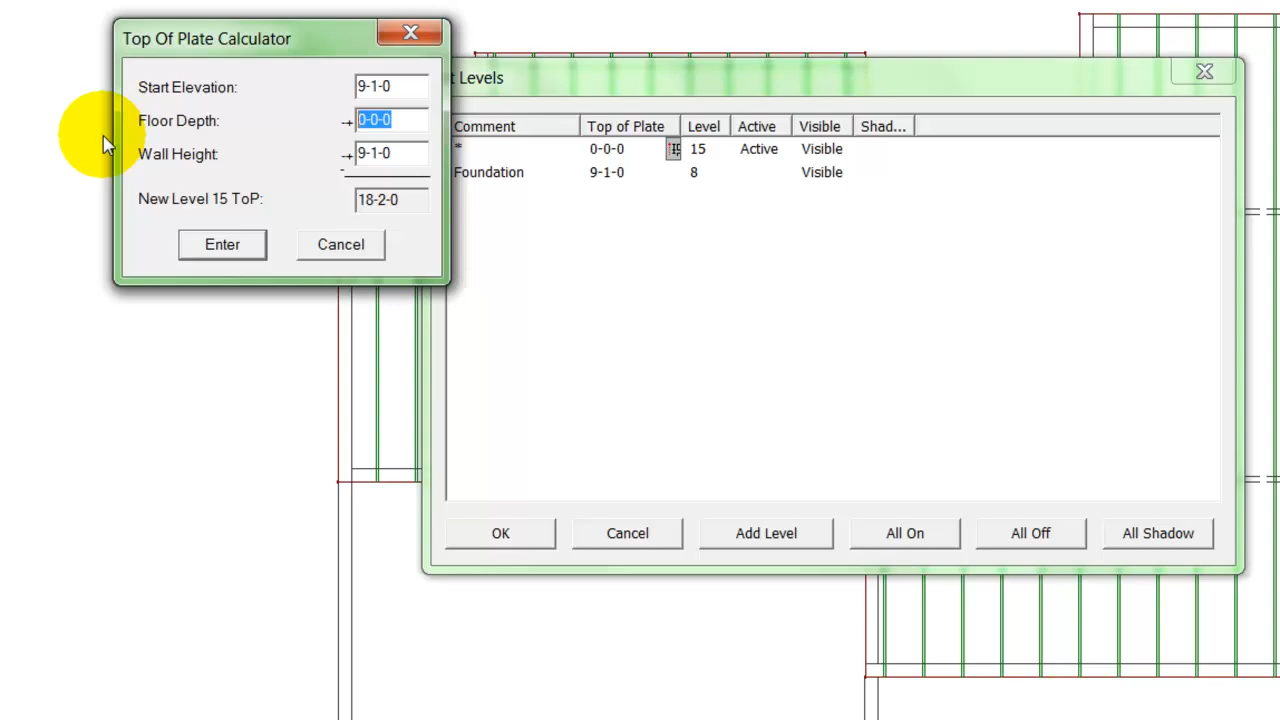 Top Of Plate Calculator
Start Elevation: 9-1-0
Floor Depth: 0-0-0
Wall Height: 9-1-0
New Level 15 ToP: 18-2-0
Enter Cancel
t Levels
Comment Top of Plate Level Active Visible Shad...
* 0-0-0 15 Active Visible
Foundation 9-1-0 8 Visible
OK Cancel Add Level All On All Off All Shadow